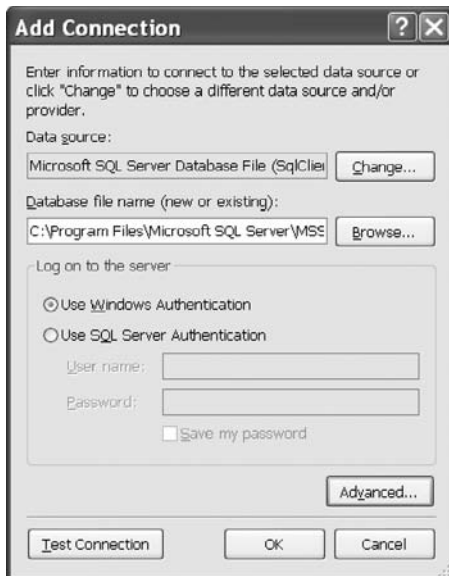 Add Connection
Enter information to connect to the selected data source or
click "Change" to choose a different data source and/or
provider.
Data source:
Microsoft SQL Server Database File (SqlClien
Change...
Database file name (new or existing):
C:\Program Files\Microsoft SQL Server\MSS
Browse...
Log on to the server
Use Windows Authentication
Use SQL Server Authentication
User name:
Password:
Save my password
Advanced...
Test Connection
OK
Cancel